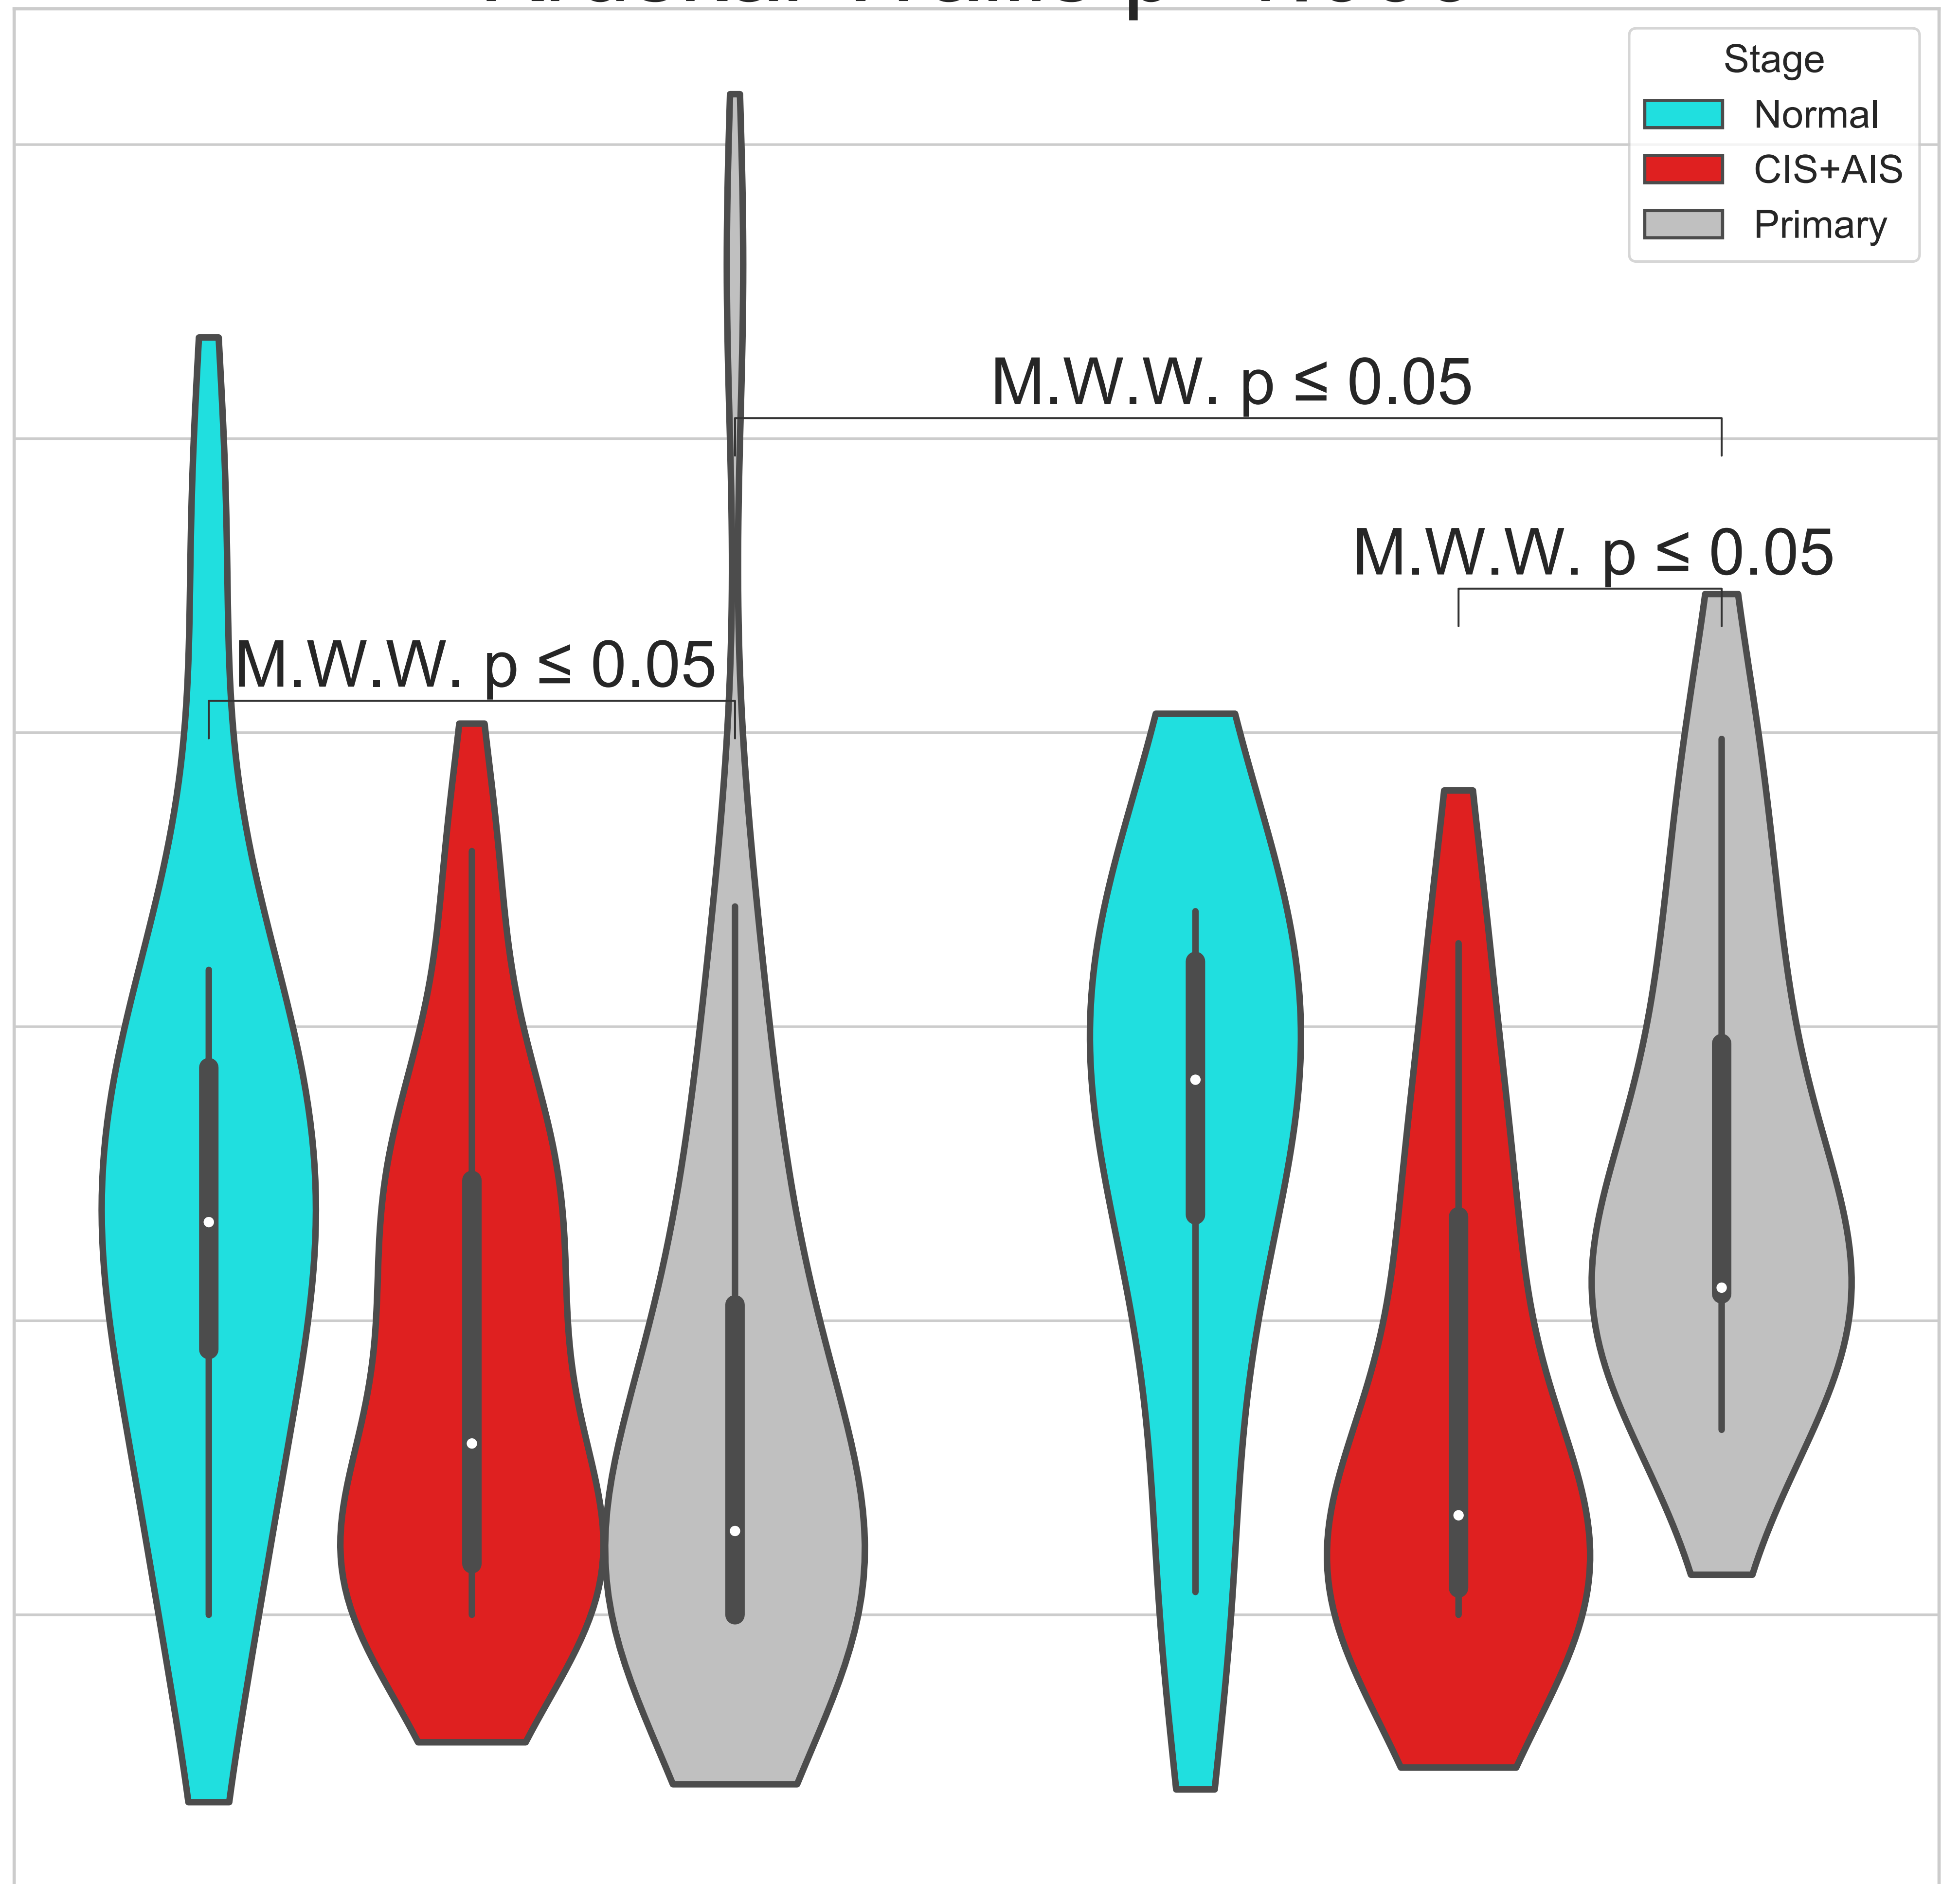 Stage
Normal
CIS+AIS
Primary
M.W.W. p ≤ 0.05
M.W.W. p ≤ 0.05
M.W.W. p ≤ 0.05